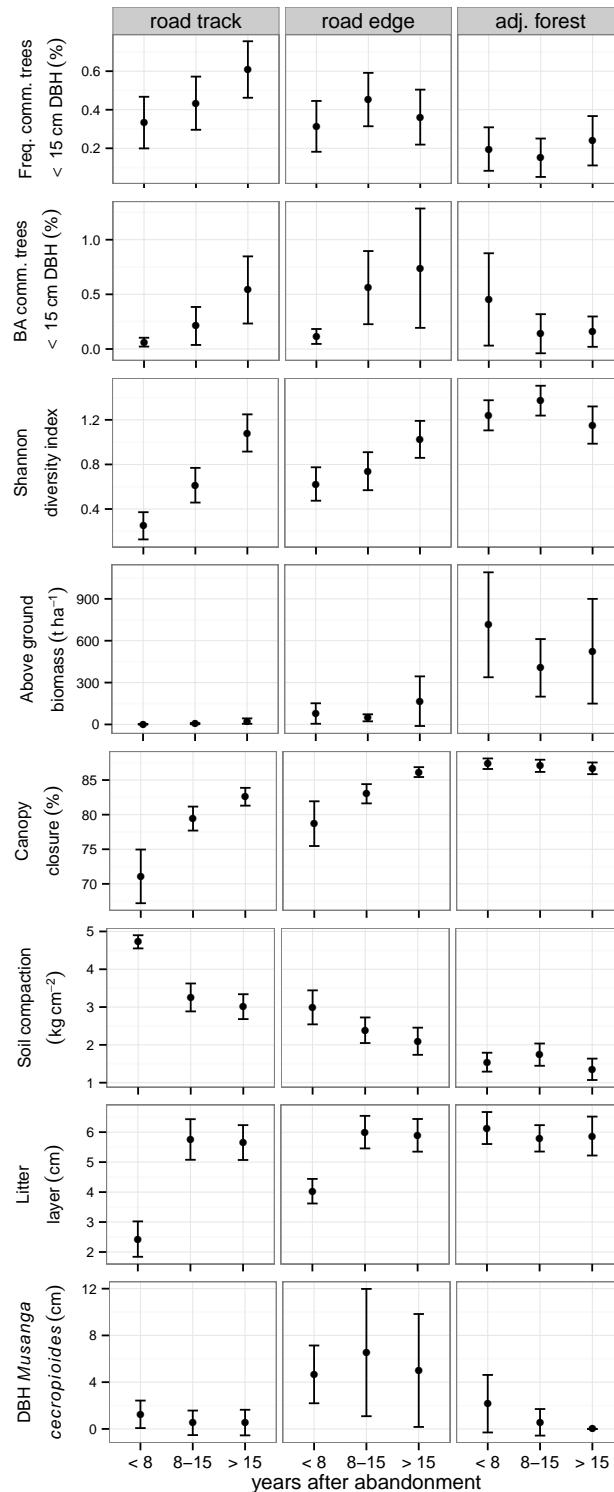 road track road edge adj. forest
Freq. comm. trees
< 15 cm DBH (%)
0.6
0.4
0.2
BA comm. trees
< 15 cm DBH (%)
1.0
0.5
0.0
Shannon
diversity index
1.2
0.8
0.4
Above ground
biomass (t ha⁻¹)
900
600
300
0
Canopy
closure (%)
85
80
75
70
Soil compaction
(kg cm⁻²)
5
4
3
2
1
Litter
layer (cm)
6
5
4
3
2
DBH Musanga
cecropioides (cm)
12
8
4
0
< 8 8–15 > 15 < 8 8–15 > 15 < 8 8–15 > 15
years after abandonment